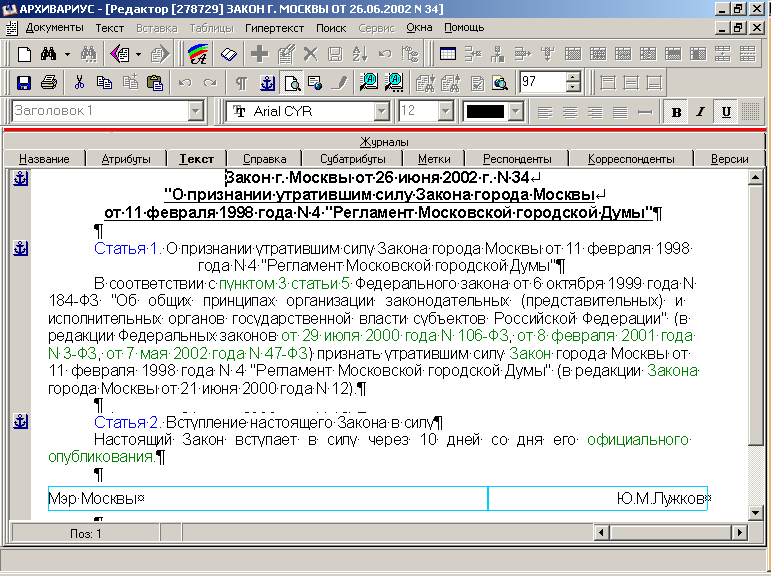 АРХИВАРИУС - [Редактор [278729] ЗАКОН Г. МОСКВЫ ОТ 26.06.2002 N 34]
Документы Текст Вставка Таблицы Гипертекст Поиск Сервис Окна Помощь
97
Заголовок 1 Arial CYR 12 B I U
Журналы
Название Атрибуты Текст Справка Субатрибуты Метки Респонденты Корреспонденты Версии
Закон·г.·Москвы·от·26·июня·2002·г.·N·34↵
"О·признании·утратившим·силу·Закона·города·Москвы↵
от·11·февраля·1998·года·N·4·"Регламент·Московской·городской·Думы"¶
¶
Статья·1.·О·признании·утратившим·силу·Закона·города·Москвы·от·11·февраля·1998·
года·N·4·"Регламент·Московской·городской·Думы"¶
В·соответствии·с·пунктом·3·статьи·5·Федерального·закона·от·6·октября·1999·года·N·
184-ФЗ·"Об·общих·принципах·организации·законодательных·(представительных)·и·
исполнительных·органов·государственной·власти·субъектов·Российской·Федерации"·(в·
редакции·Федеральных·законов·от·29·июля·2000·года·N·106-ФЗ,·от·8·февраля·2001·года·
N·3-ФЗ,·от·7·мая·2002·года·N·47-ФЗ)·признать·утратившим·силу·Закон·города·Москвы·от·
11·февраля·1998·года·N·4·"Регламент·Московской·городской·Думы"·(в·редакции·Закона·
города·Москвы·от·21·июня·2000·года·N·12).¶
¶
Статья·2.·Вступление·настоящего·Закона·в·силу¶
Настоящий·Закон·вступает·в·силу·через·10·дней·со·дня·его·официального·
опубликования.¶
¶
Мэр·Москвы¤ Ю.М.Лужков¤
Поз: 1